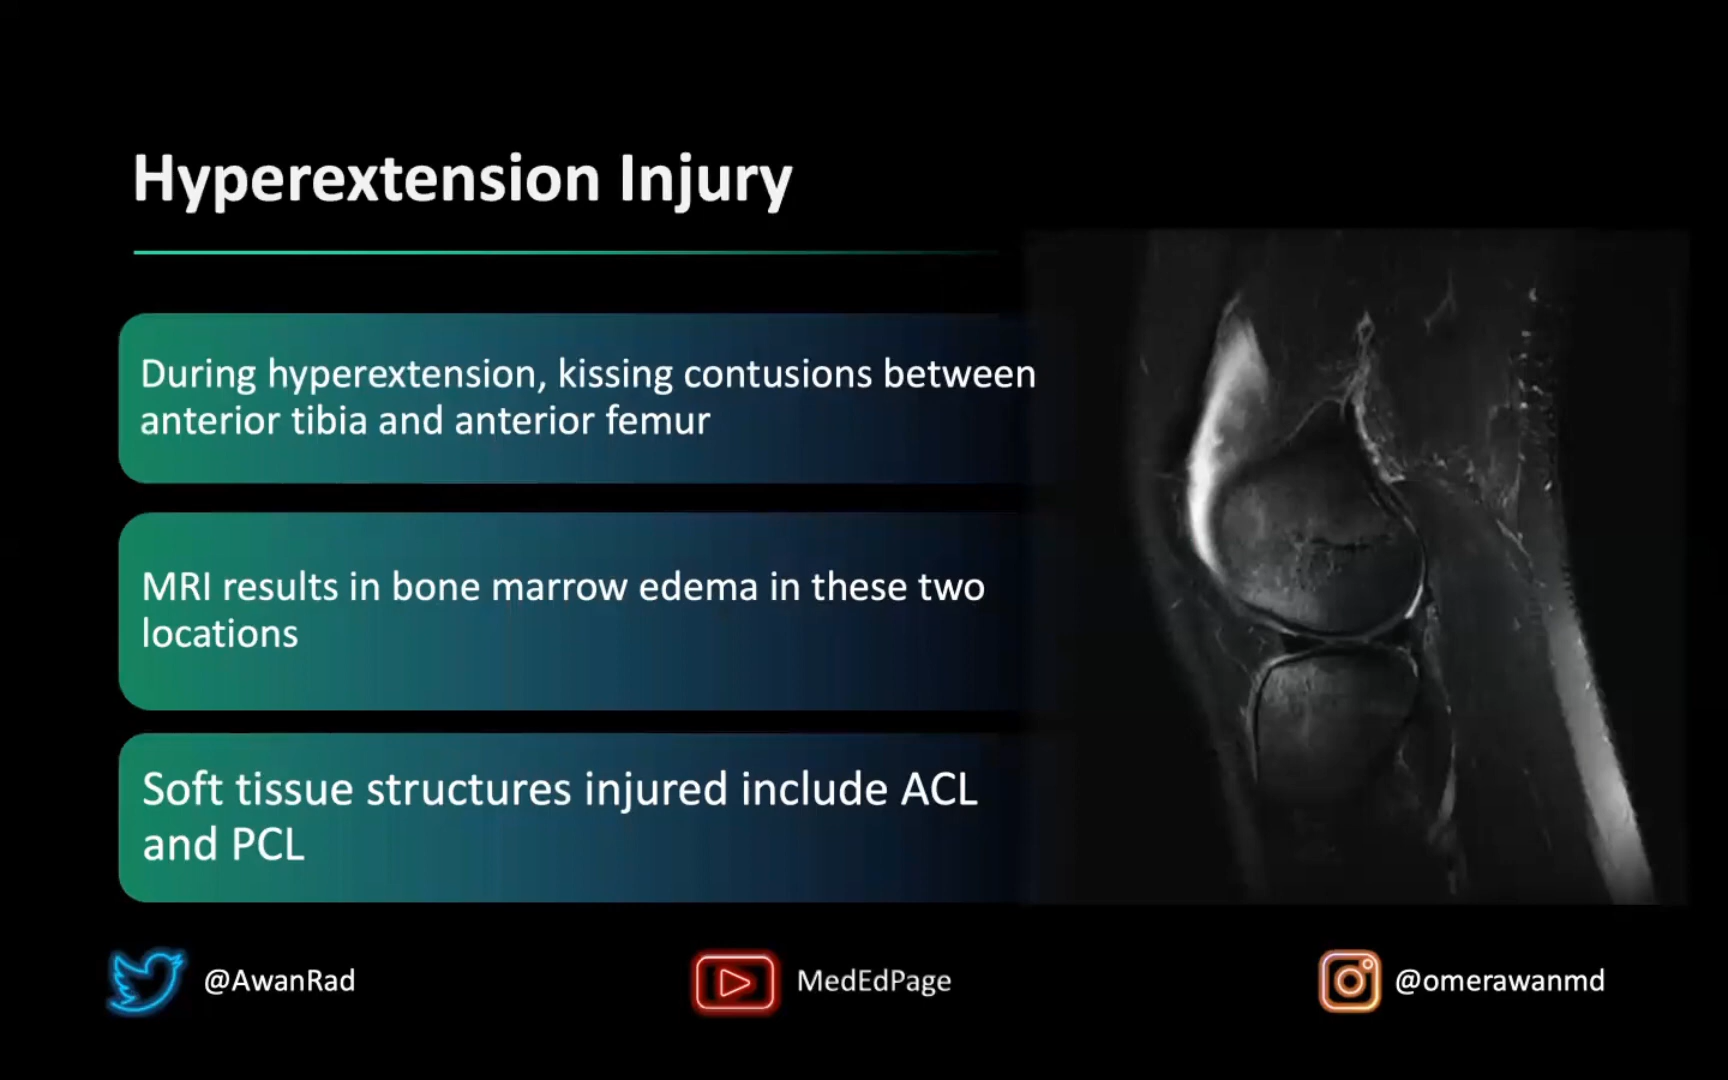 Hyperextension Injury
During hyperextension, kissing contusions between
anterior tibia and anterior femur
MRI results in bone marrow edema in these two
locations
Soft tissue structures injured include ACL
and PCL
@AwanRad
MedEdPage
@omerawanmd